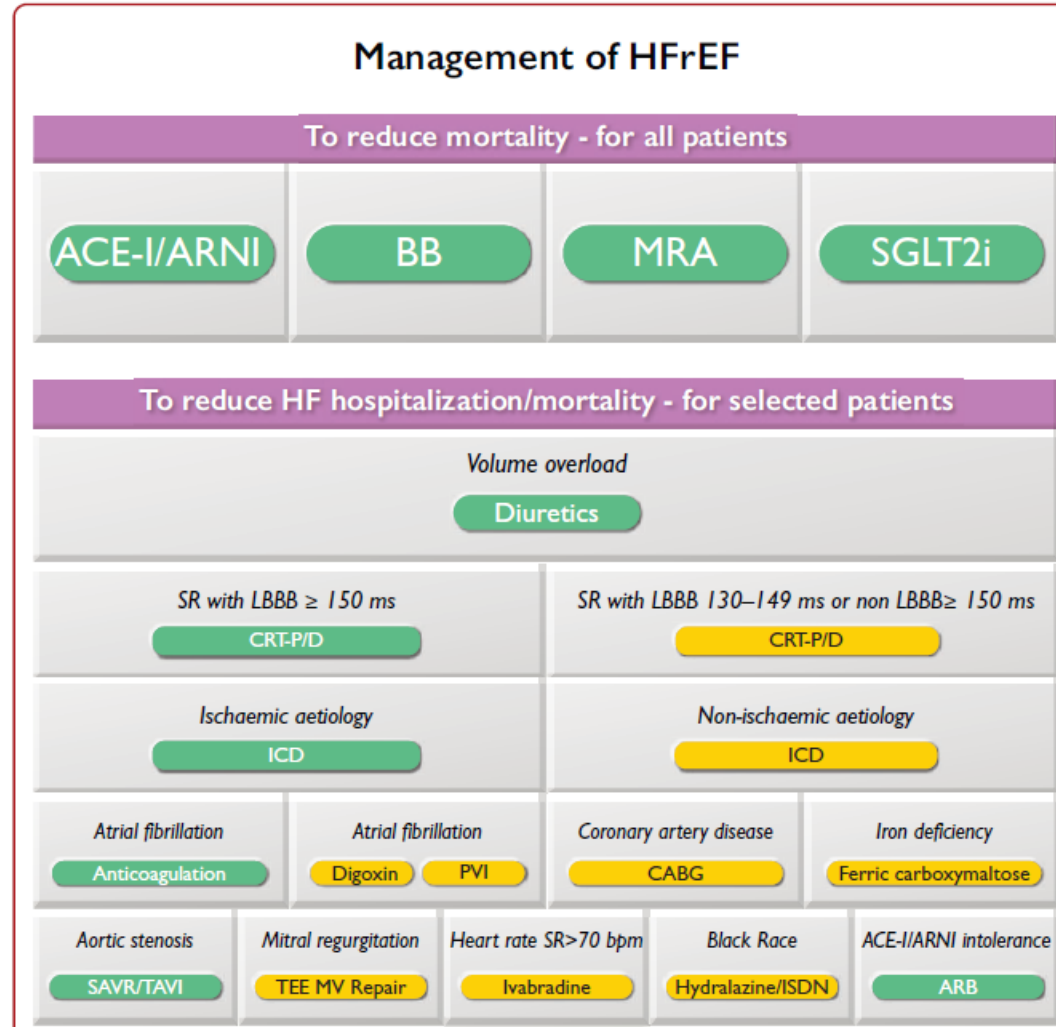 Management of HFrEF
To reduce mortality - for all patients
ACE-I/ARNI
BB
MRA
SGLT2i
To reduce HF hospitalization/mortality - for selected patients
Volume overload
Diuretics
SR with LBBB ≥ 150 ms
CRT-P/D
SR with LBBB 130–149 ms or non LBBB≥ 150 ms
CRT-P/D
Ischaemic aetiology
ICD
Non-ischaemic aetiology
ICD
Atrial fibrillation
Anticoagulation
Atrial fibrillation
Digoxin
PVI
Coronary artery disease
CABG
Iron deficiency
Ferric carboxymaltose
Aortic stenosis
SAVR/TAVI
Mitral regurgitation
TEE MV Repair
Heart rate SR>70 bpm
Ivabradine
Black Race
Hydralazine/ISDN
ACE-I/ARNI intolerance
ARB